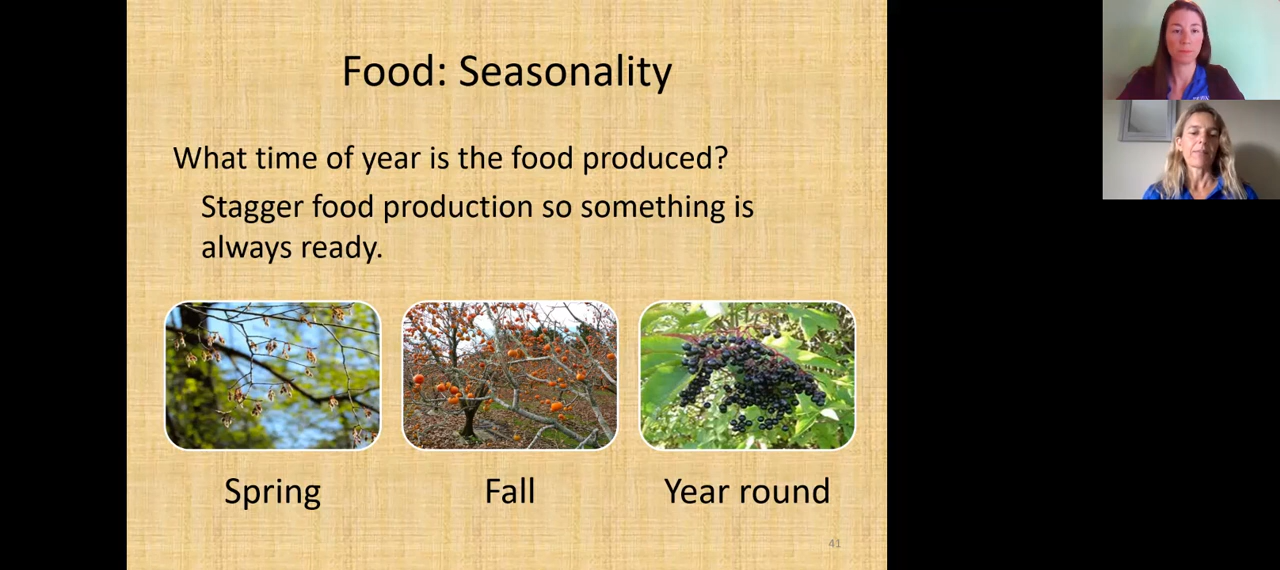 Food: Seasonality
What time of year is the food produced?
Stagger food production so something is
always ready.
Spring
Fall
Year round
41